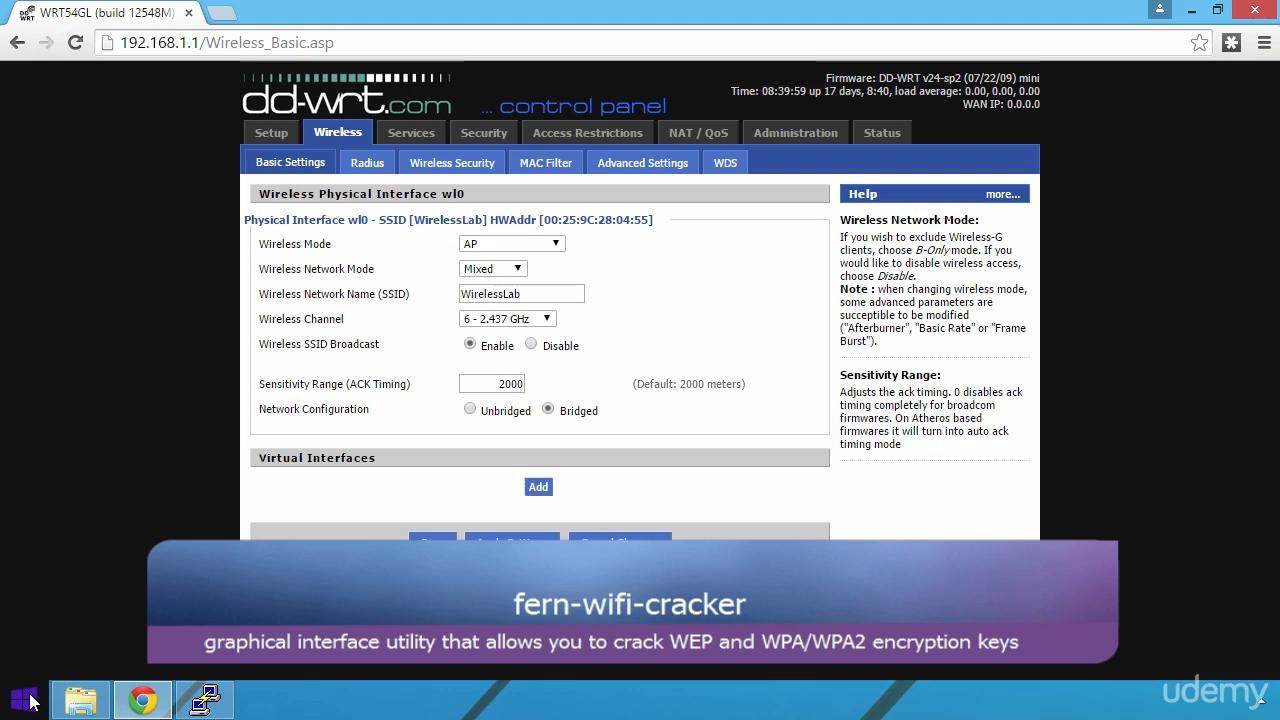 WRT54GL (build 12548M)
192.168.1.1/Wireless_Basic.asp
dd-wrt.com ... control panel
Firmware: DD-WRT v24-sp2 (07/22/09) mini
Time: 08:39:59 up 17 days, 8:40, load average: 0.00, 0.00, 0.00
WAN IP: 0.0.0.0
Setup Wireless Services Security Access Restrictions NAT / QoS Administration Status
Basic Settings Radius Wireless Security MAC Filter Advanced Settings WDS
Wireless Physical Interface wl0
Physical Interface wl0 - SSID [WirelessLab] HWAddr [00:25:9C:28:04:55]
Wireless Mode AP
Wireless Network Mode Mixed
Wireless Network Name (SSID) WirelessLab
Wireless Channel 6 - 2.437 GHz
Wireless SSID Broadcast Enable Disable
Sensitivity Range (ACK Timing) 2000 (Default: 2000 meters)
Network Configuration Unbridged Bridged
Virtual Interfaces
Add
Help more...
Wireless Network Mode:
If you wish to exclude Wireless-G
clients, choose B-Only mode. If you
would like to disable wireless access,
choose Disable.
Note : when changing wireless mode,
some advanced parameters are
succeptible to be modified
("Afterburner", "Basic Rate" or "Frame
Burst").
Sensitivity Range:
Adjusts the ack timing. 0 disables ack
timing completely for broadcom
firmwares. On Atheros based
firmwares it will turn into auto ack
timing mode
fern-wifi-cracker
graphical interface utility that allows you to crack WEP and WPA/WPA2 encryption keys
udemy